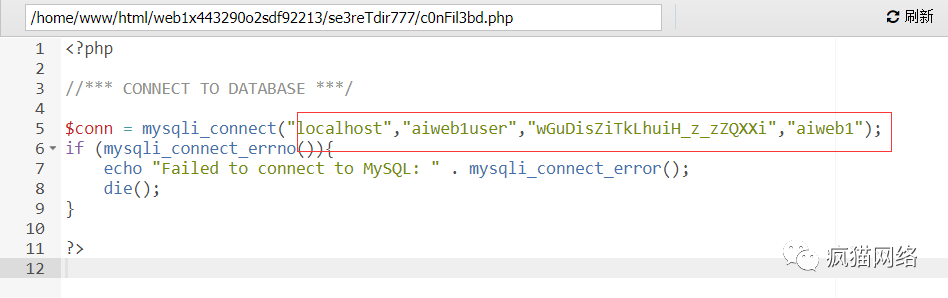 /home/www/html/web1x443290o2sdf92213/se3reTdir777/c0nFil3bd.php 刷新
1 <?php
2
3 //*** CONNECT TO DATABASE ***/
4
5 $conn = mysqli_connect("localhost","aiweb1user","wGuDisZiTkLhuiH_z_zZQXXi","aiweb1");
6 if (mysqli_connect_errno()){
7 echo "Failed to connect to MySQL: " . mysqli_connect_error();
8 die();
9 }
10
11 ?>
12
疯猫网络